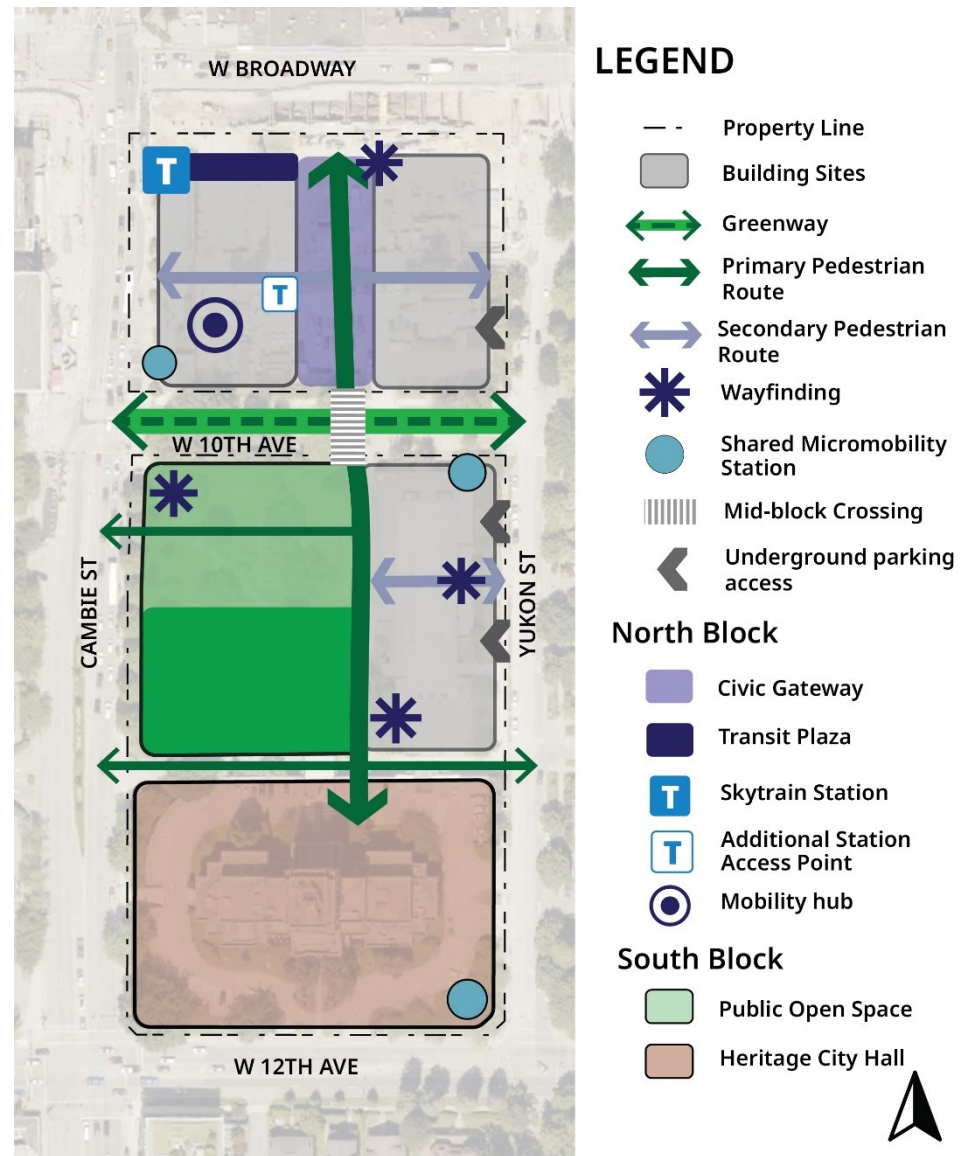 W BROADWAY
T
T
W 10TH AVE
CAMBIE ST
YUKON ST
W 12TH AVE
LEGEND
Property Line
Building Sites
Greenway
Primary Pedestrian
Route
Secondary Pedestrian
Route
Wayfinding
Shared Micromobility
Station
Mid-block Crossing
Underground parking
access
North Block
Civic Gateway
Transit Plaza
T
Skytrain Station
T
Additional Station
Access Point
Mobility hub
South Block
Public Open Space
Heritage City Hall